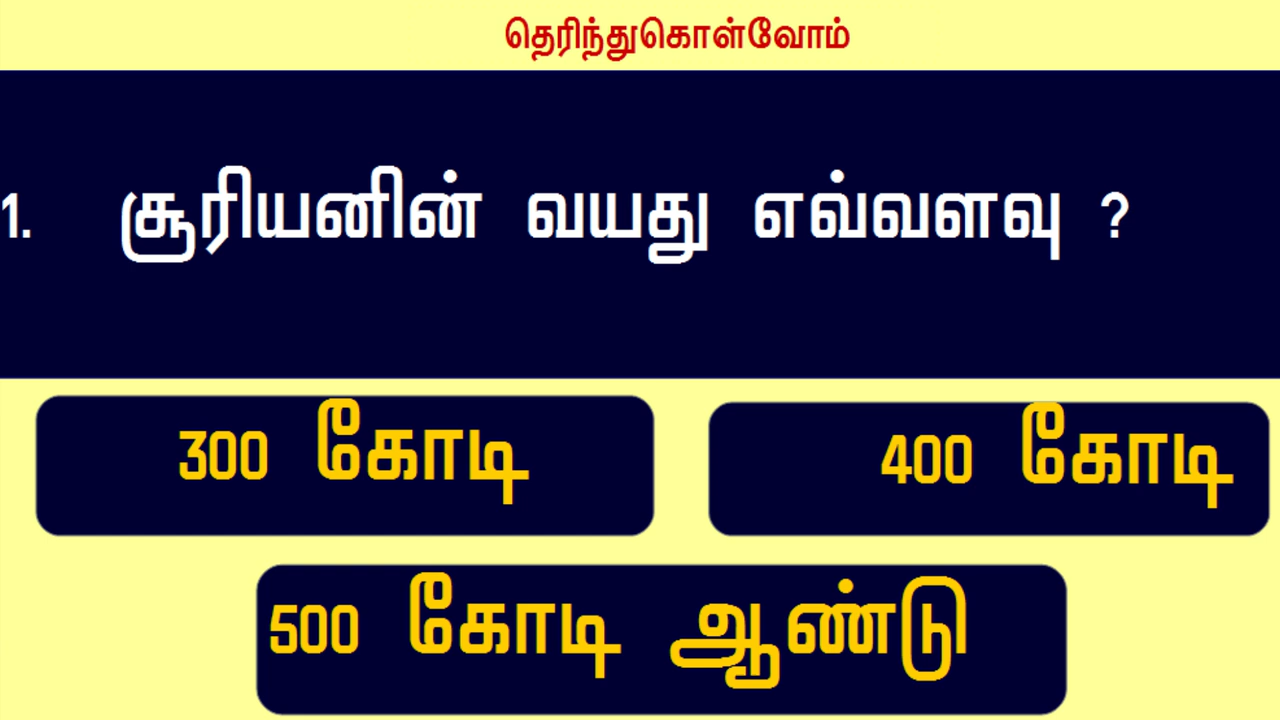 தெரிந்துகொள்வோம்
1. சூரியனின் வயது எவ்வளவு ?
300 கோடி
400 கோடி
500 கோடி ஆண்டு